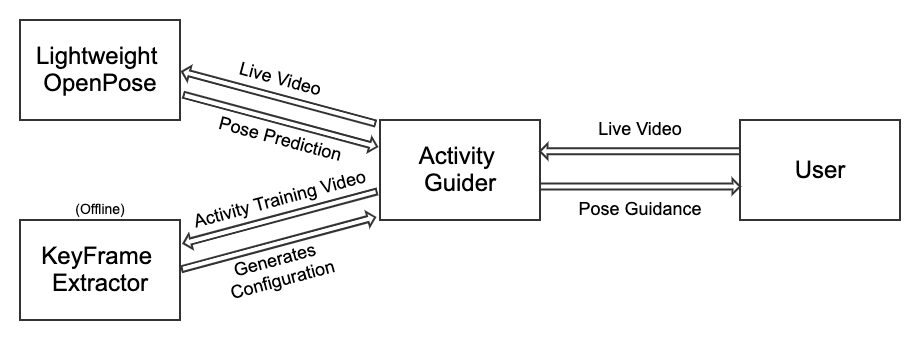 Lightweight
OpenPose
Live Video
Pose Prediction
Activity
Guider
Live Video
Pose Guidance
User
Activity Training Video
(Offline)
KeyFrame
Extractor
Generates
Configuration